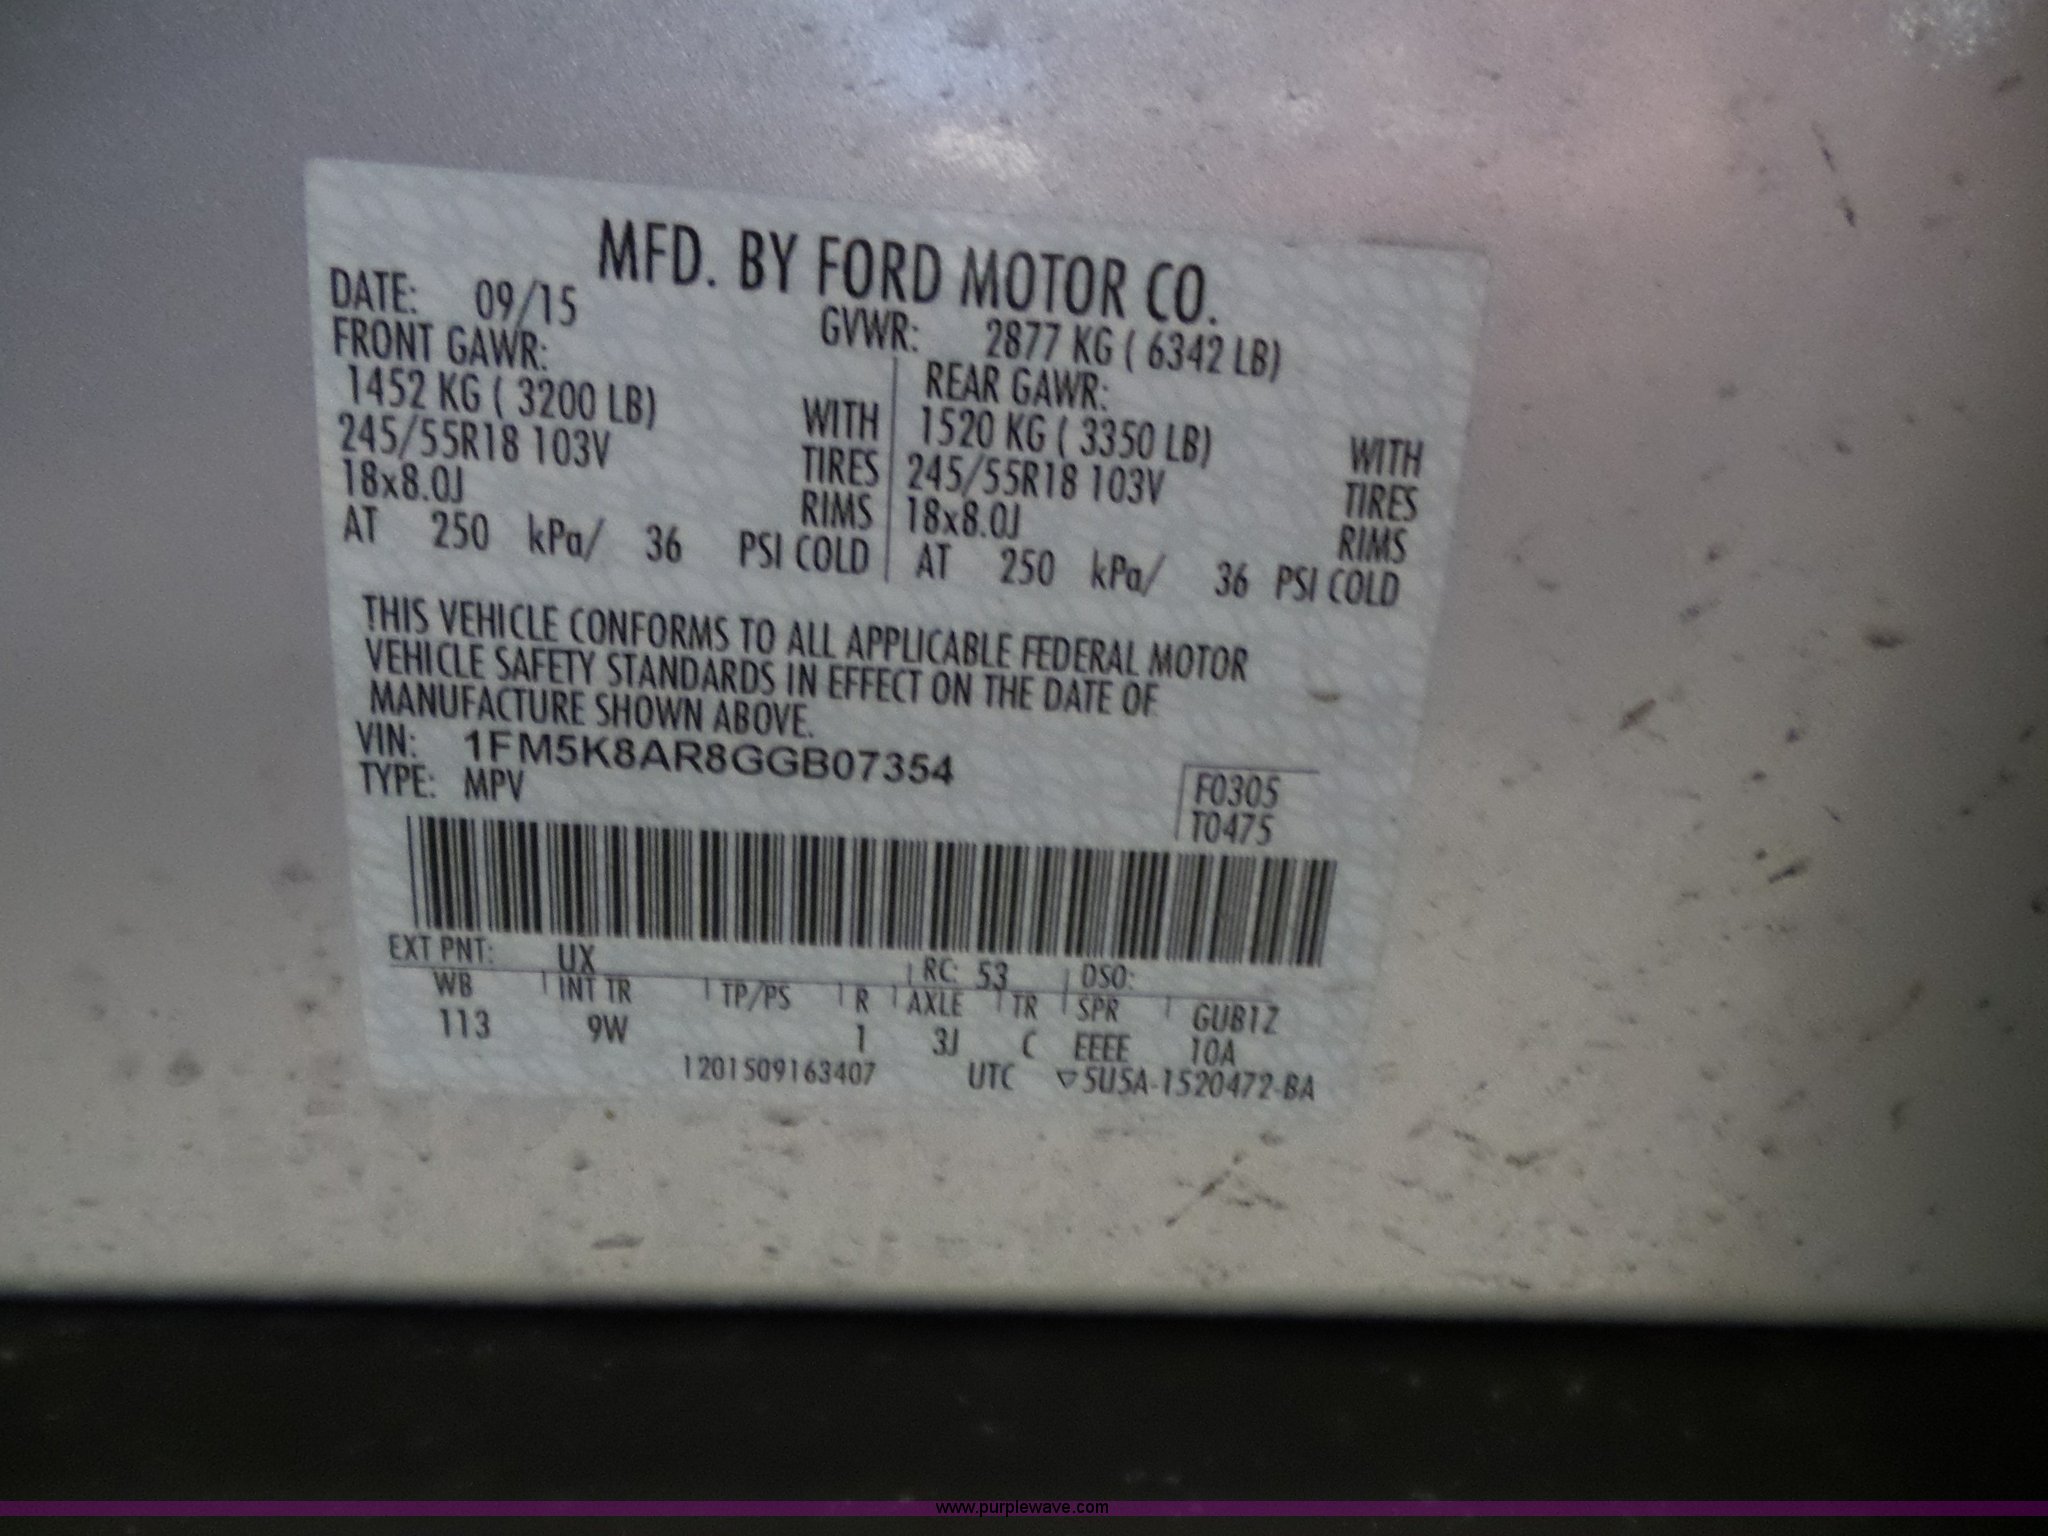 MFD. BY FORD MOTOR CO.
DATE: 09/15 GVWR: 2877 KG ( 6342 LB)
FRONT GAWR: REAR GAWR:
1452 KG ( 3200 LB) WITH 1520 KG ( 3350 LB) WITH
245/55R18 103V TIRES 245/55R18 103V TIRES
18x8.0J RIMS 18x8.0J RIMS
AT 250 kPa/ 36 PSI COLD AT 250 kPa/ 36 PSI COLD
THIS VEHICLE CONFORMS TO ALL APPLICABLE FEDERAL MOTOR
VEHICLE SAFETY STANDARDS IN EFFECT ON THE DATE OF
MANUFACTURE SHOWN ABOVE.
VIN: 1FM5K8AR8GGB07354
TYPE: MPV F0305
T0475
EXT PNT: UX RC: 53 DSO:
WB INT TR TP/PS R AXLE TR SPR GUB1Z
113 9W 1 3J C EEEE 10A
1201509163407 UTC ▽5U5A-1520472-BA
www.purplewave.com